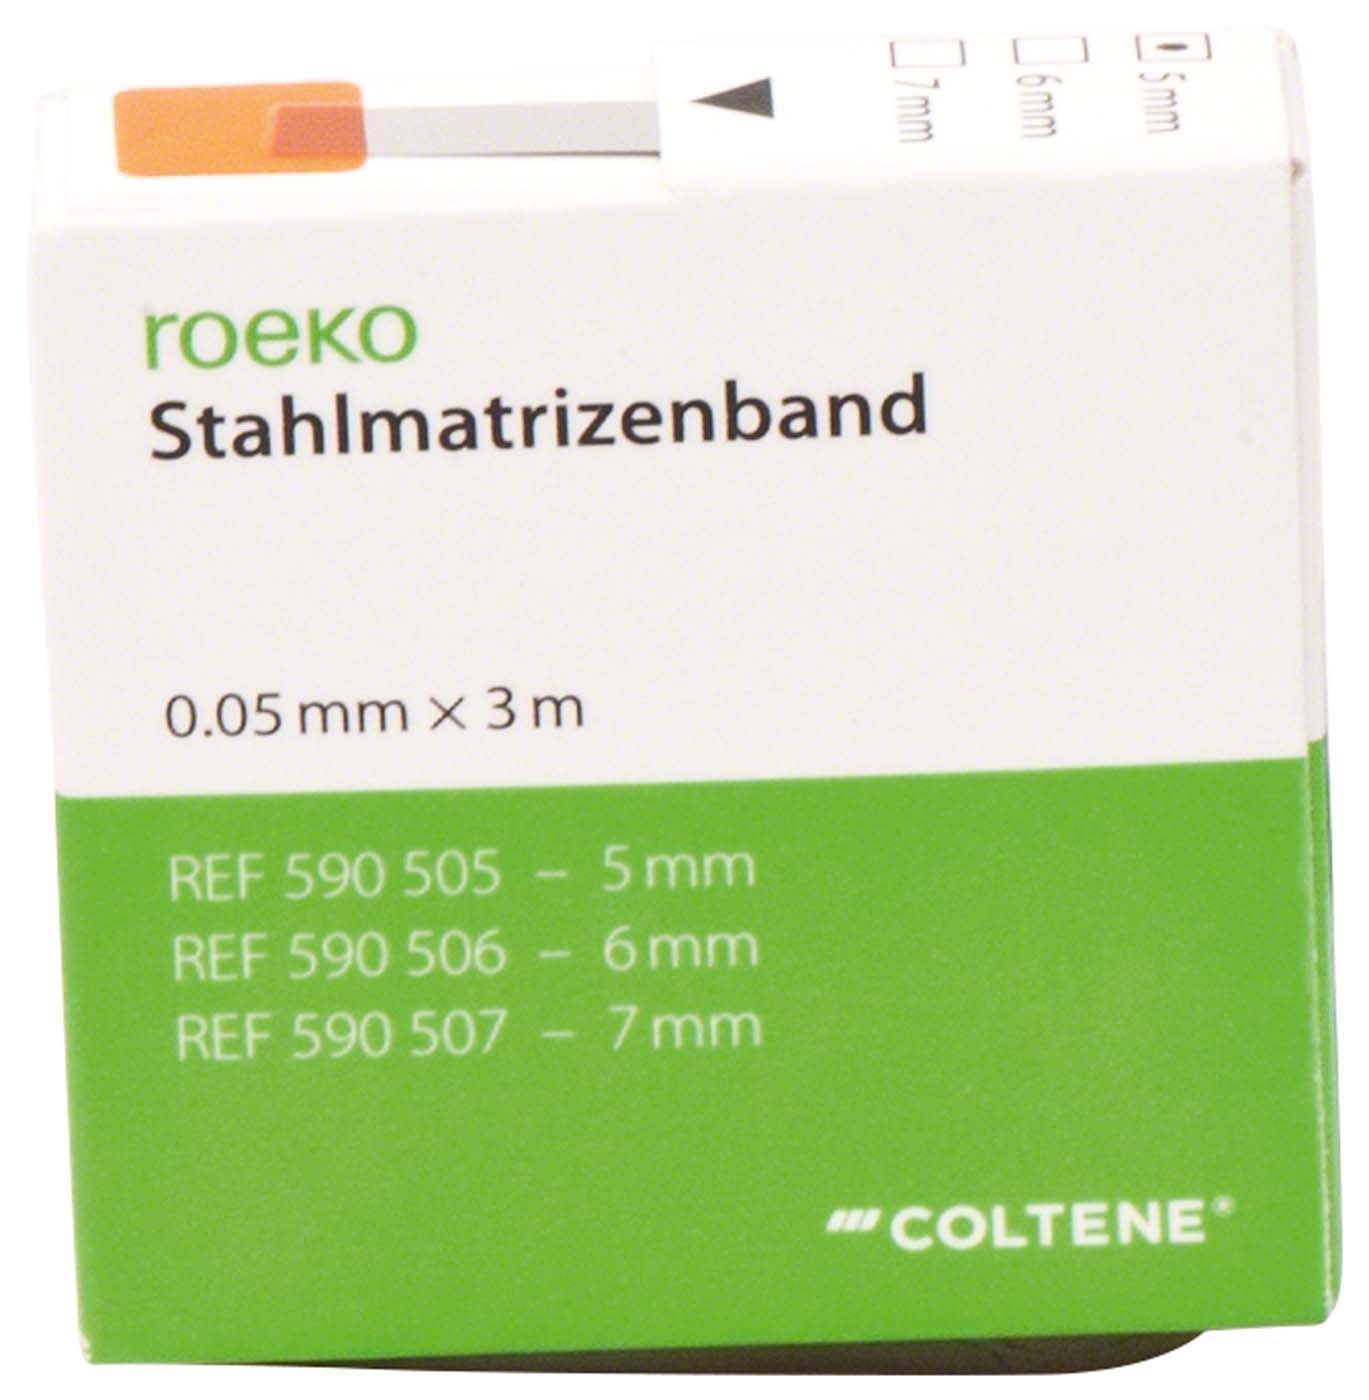 7 mm
6 mm
5 mm
roeko
Stahlmatrizenband
0.05 mm × 3 m
REF 590 505 – 5 mm
REF 590 506 – 6 mm
REF 590 507 – 7 mm
COLTENE®